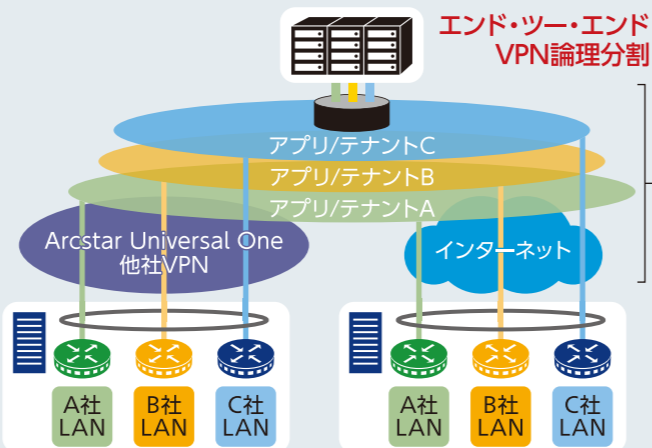 エンド・ツー・エンド
VPN論理分割
アプリ/テナントC
アプリ/テナントB
アプリ/テナントA
Arcstar Universal One
他社VPN
インターネット
A社
LAN
B社
LAN
C社
LAN
A社
LAN
B社
LAN
C社
LAN